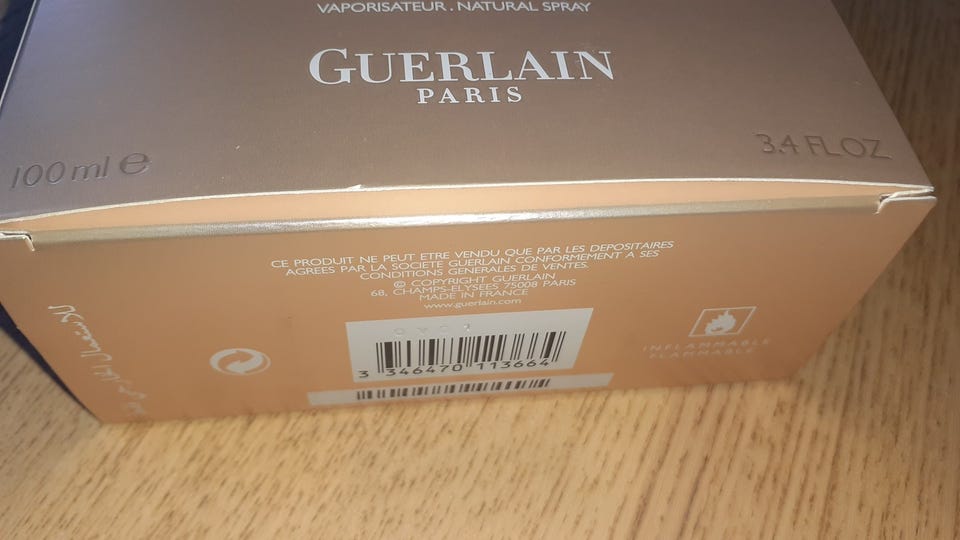 VAPORISATEUR . NATURAL SPRAY
GUERLAIN
PARIS
100 ml e
3.4 FL OZ
CE PRODUIT NE PEUT ETRE VENDU QUE PAR LES DEPOSITAIRES
AGREES PAR LA SOCIETE GUERLAIN CONFORMEMENT A SES
CONDITIONS GENERALES DE VENTES.
© COPYRIGHT GUERLAIN
68, CHAMPS-ELYSEES 75008 PARIS
MADE IN FRANCE
www.guerlain.com
3 346470 113664
INFLAMMABLE
FLAMMABLE
للاستعمال الخارجي